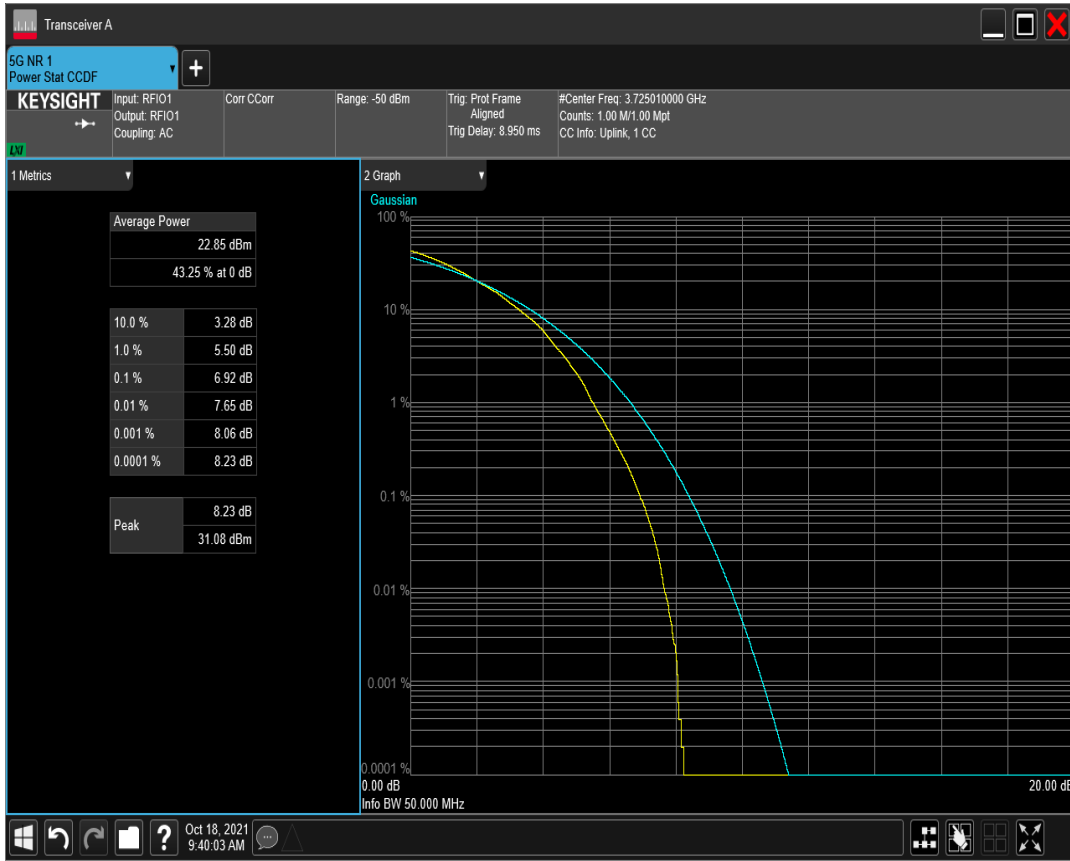 Transceiver A
5G NR 1
Power Stat CCDF
KEYSIGHT
LXI
Input: RFIO1
Output: RFIO1
Coupling: AC
Corr CCorr
Range: -50 dBm
Trig: Prot Frame
Aligned
Trig Delay: 8.950 ms
#Center Freq: 3.725010000 GHz
Counts: 1.00 M/1.00 Mpt
CC Info: Uplink, 1 CC
1 Metrics
Average Power
22.85 dBm
43.25 % at 0 dB
10.0 % 3.28 dB
1.0 % 5.50 dB
0.1 % 6.92 dB
0.01 % 7.65 dB
0.001 % 8.06 dB
0.0001 % 8.23 dB
Peak
8.23 dB
31.08 dBm
2 Graph
Gaussian
100 %
10 %
1 %
0.1 %
0.01 %
0.001 %
0.0001 %
0.00 dB 20.00 dB
Info BW 50.000 MHz
Oct 18, 2021
9:40:03 AM